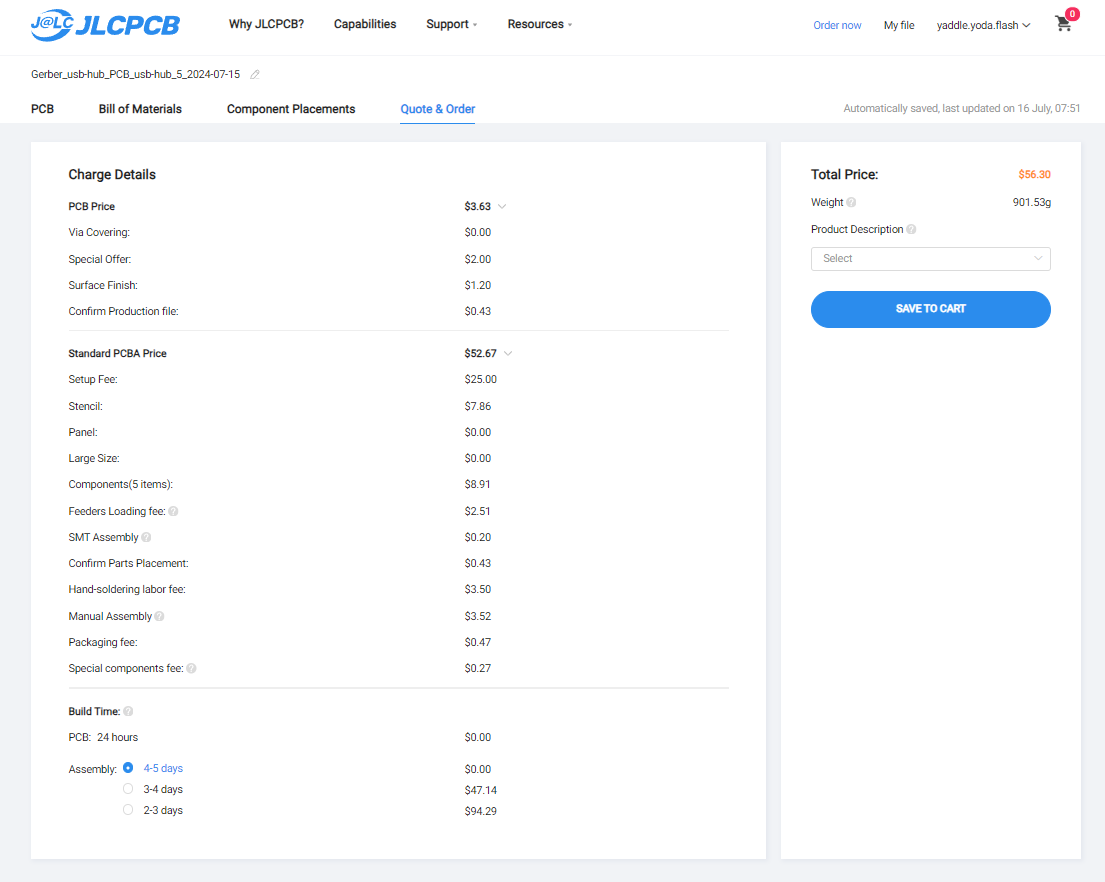 J@LC JLCPCB Why JLCPCB? Capabilities Support Resources Order now My file yaddle.yoda.flash 0
Gerber_usb-hub_PCB_usb-hub_5_2024-07-15
PCB Bill of Materials Component Placements Quote & Order Automatically saved, last updated on 16 July, 07:51
Charge Details
PCB Price $3.63
Via Covering: $0.00
Special Offer: $2.00
Surface Finish: $1.20
Confirm Production file: $0.43
Standard PCBA Price $52.67
Setup Fee: $25.00
Stencil: $7.86
Panel: $0.00
Large Size: $0.00
Components(5 items): $8.91
Feeders Loading fee: ? $2.51
SMT Assembly ? $0.20
Confirm Parts Placement: $0.43
Hand-soldering labor fee: $3.50
Manual Assembly ? $3.52
Packaging fee: $0.47
Special components fee: ? $0.27
Build Time: ?
PCB: 24 hours $0.00
Assembly: 4-5 days $0.00
3-4 days $47.14
2-3 days $94.29
Total Price: $56.30
Weight ? 901.53g
Product Description ?
Select
SAVE TO CART